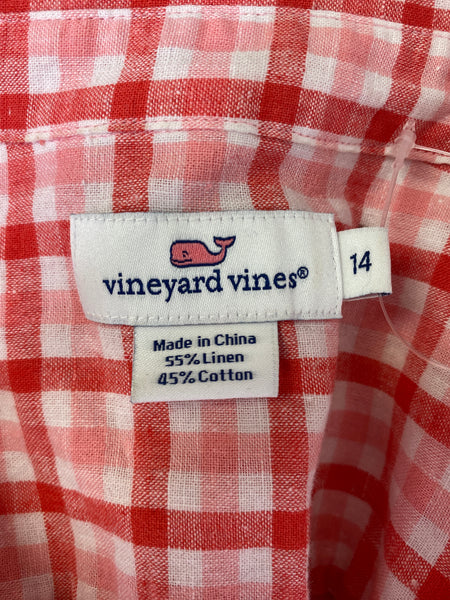 vineyard vines®
14
Made in China
55% Linen
45% Cotton